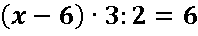 (x − 6) · 3: 2 = 6